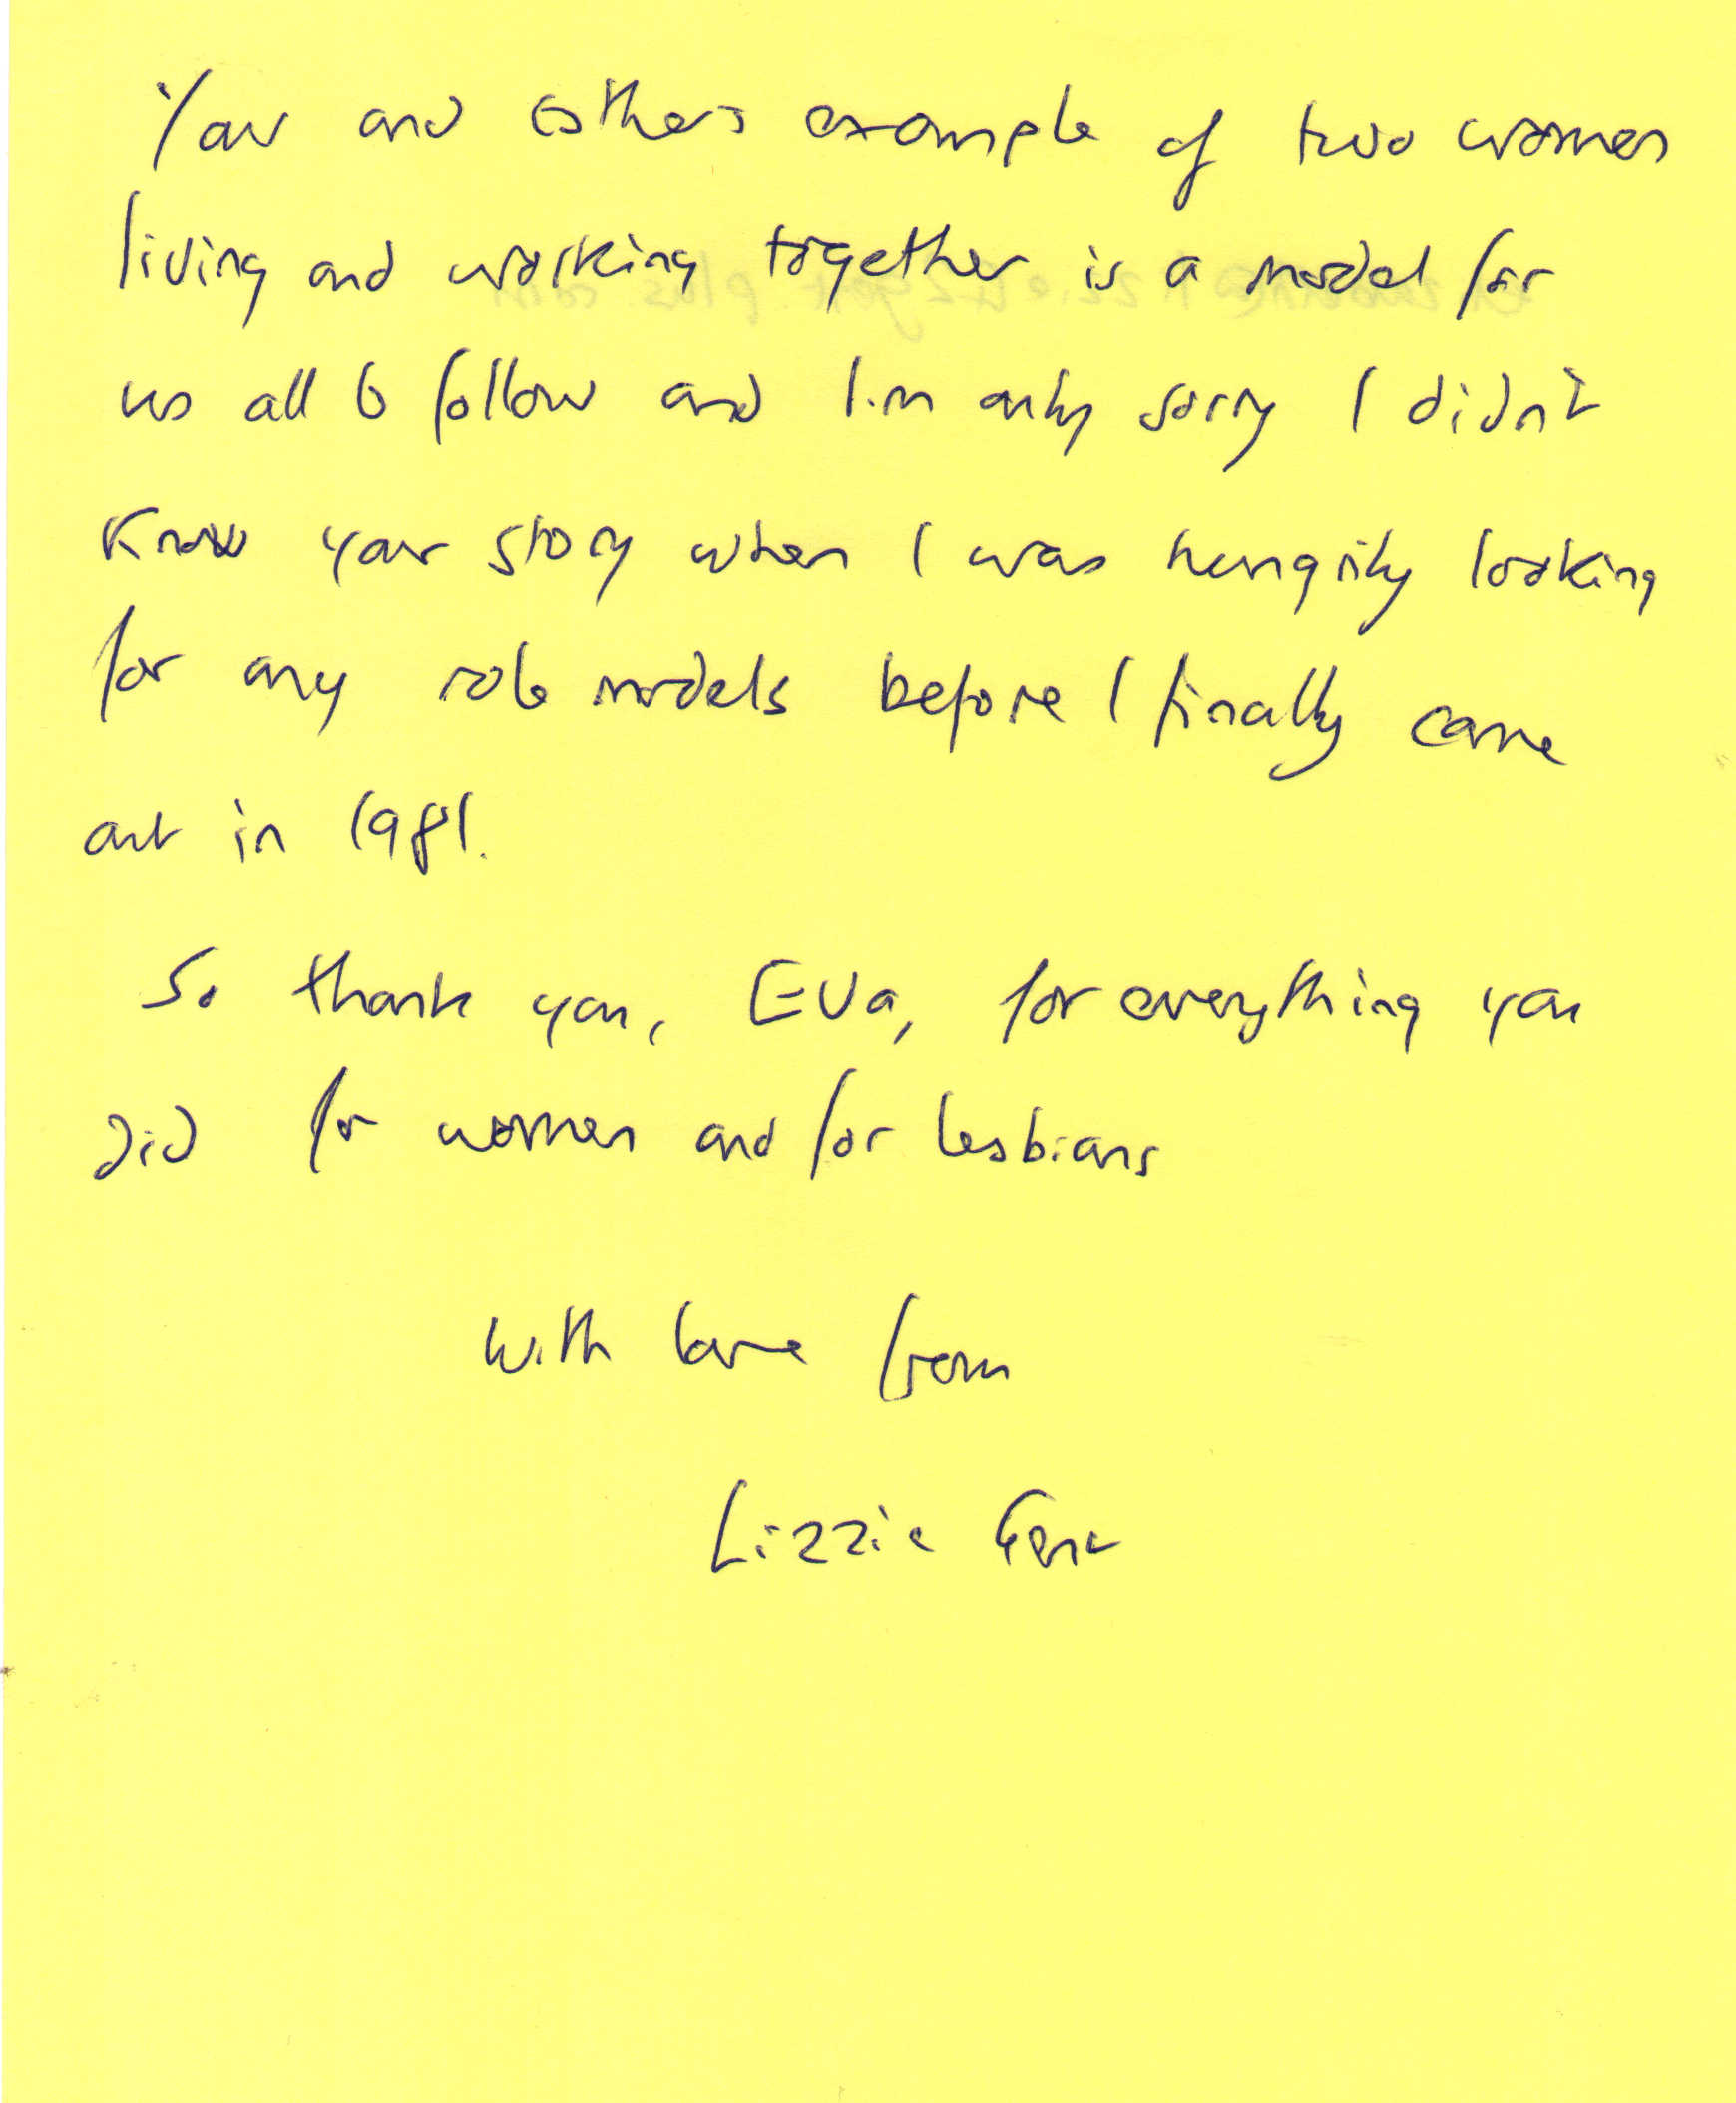 Your and Esther's example of two women
living and working together is a model for
us all to follow and I'm only sorry I didn't
know your story when I was hungrily looking
for any role models before I finally came
out in 1981.
So thank you, Eva, for everything you
did for women and for lesbians
With love from
Lizzie